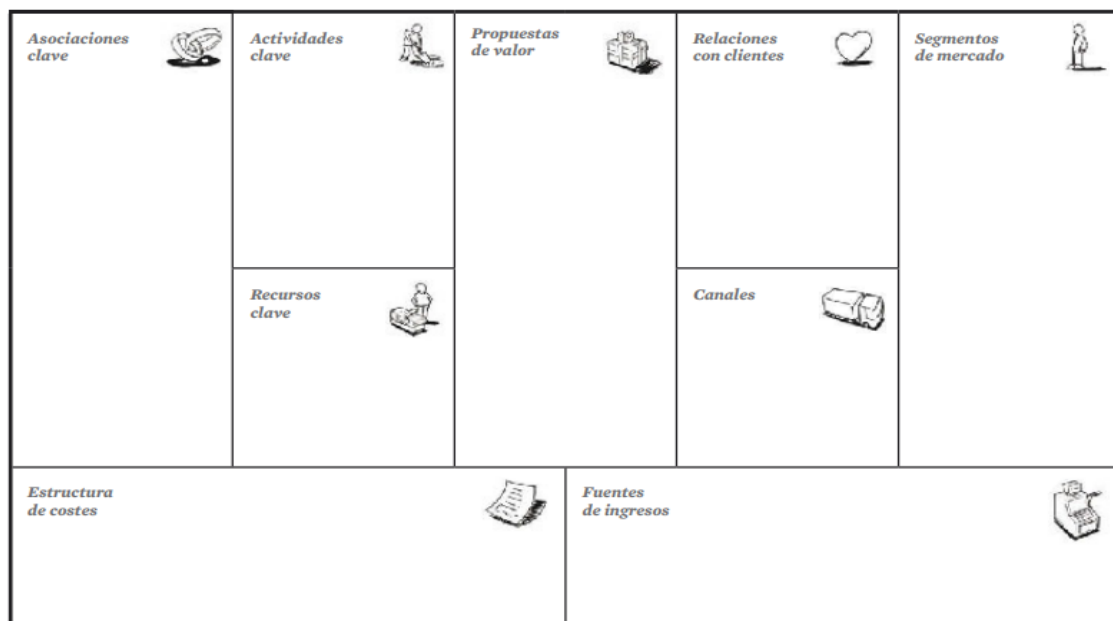 Asociaciones
clave
Actividades
clave
Propuestas
de valor
Relaciones
con clientes
Segmentos
de mercado
Recursos
clave
Canales
Estructura
de costes
Fuentes
de ingresos